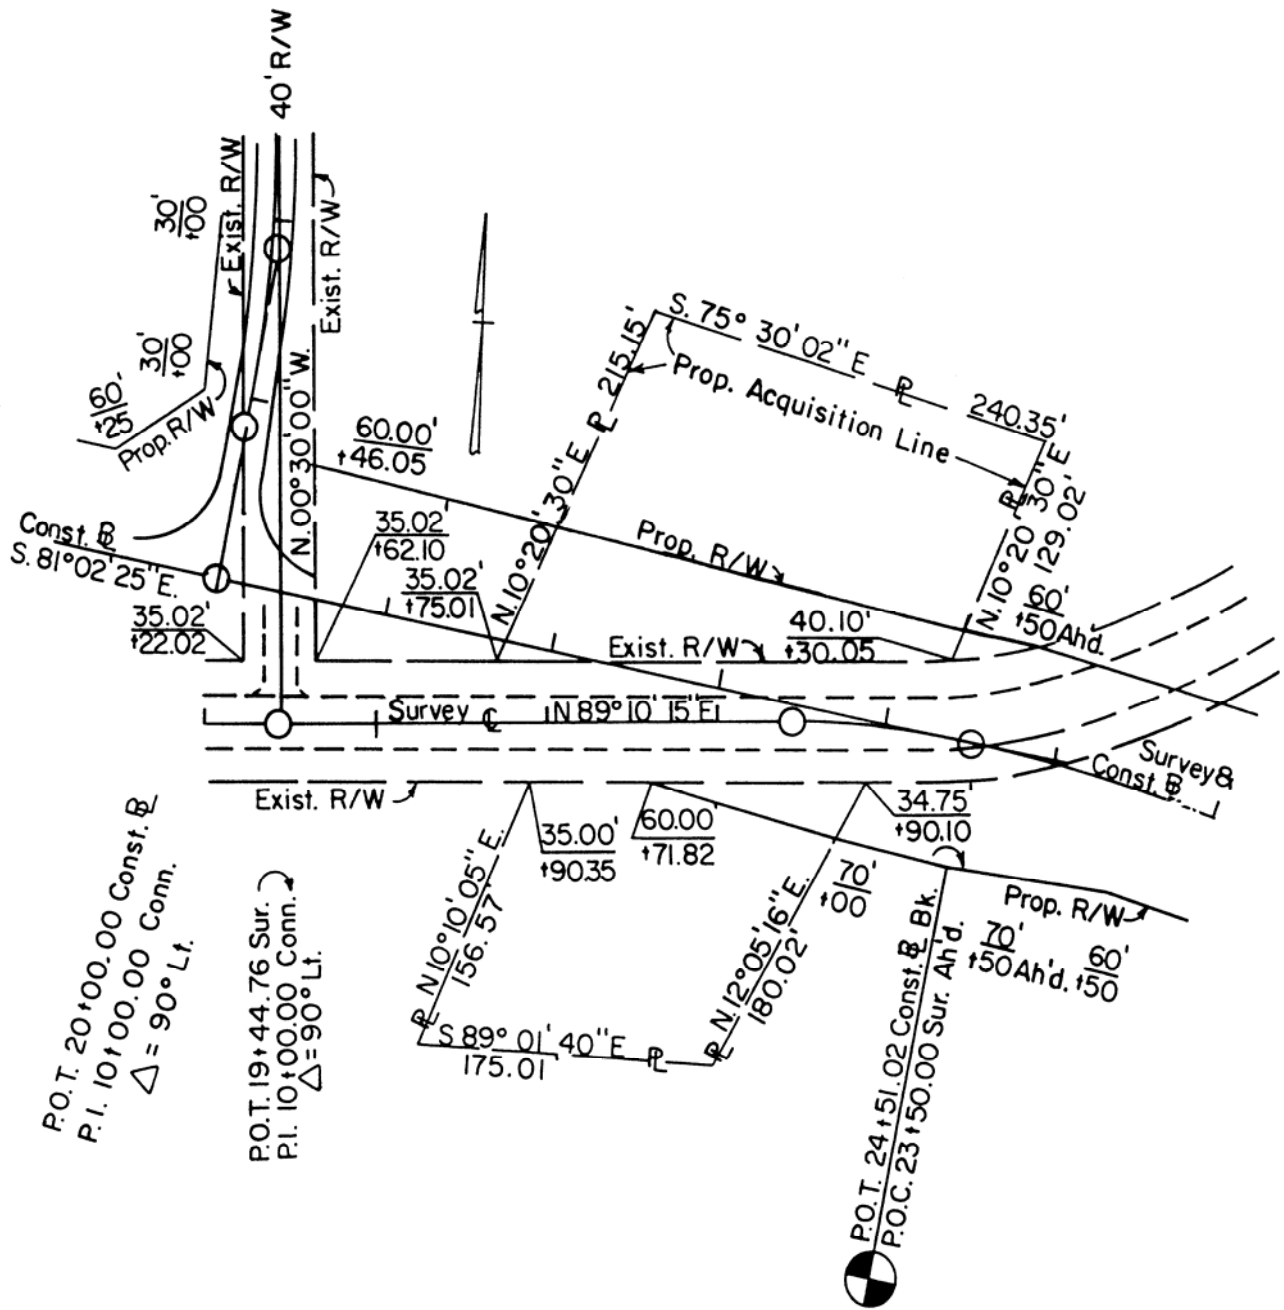 40' R/W
Exist. R/W
30'
+00
Exist. R/W
30'
+00
60'
+25
Prop. R/W
N.00°30'00"W.
60.00'
+46.05
S. 75° 30' 02" E
℄
240.35'
Prop. Acquisition Line
N.10°20'30"E ℄ 215.15'
N.10°20'30"E
129.02'
Prop. R/W
Const. ℄
S. 81°02'25"E.
35.02
+62.10
35.02'
+75.01
35.02'
+22.02
60'
+50Ah'd.
40.10'
+30.05
Exist. R/W
Survey ℄ N89°10'15"E
Survey &
Const. ℄
Exist. R/W
35.00'
+90.35
60.00'
+71.82
34.75'
+90.10
70'
+00
Prop. R/W
70'
+50Ah'd.
60'
+50
N10°10'05"E.
156.57'
S 89° 01' 40"E
175.01
N.12°05'16"E.
180.02'
P.O.T. 20+00.00 Const. ℄
P.I. 10+00.00 Conn.
△= 90° Lt.
P.O.T. 19+44.76 Sur.
P.I. 10+00.00 Conn.
△=90° Lt.
P.O.T. 24+51.02 Const. ℄ Bk.
P.O.C. 23+50.00 Sur. Ah'd.